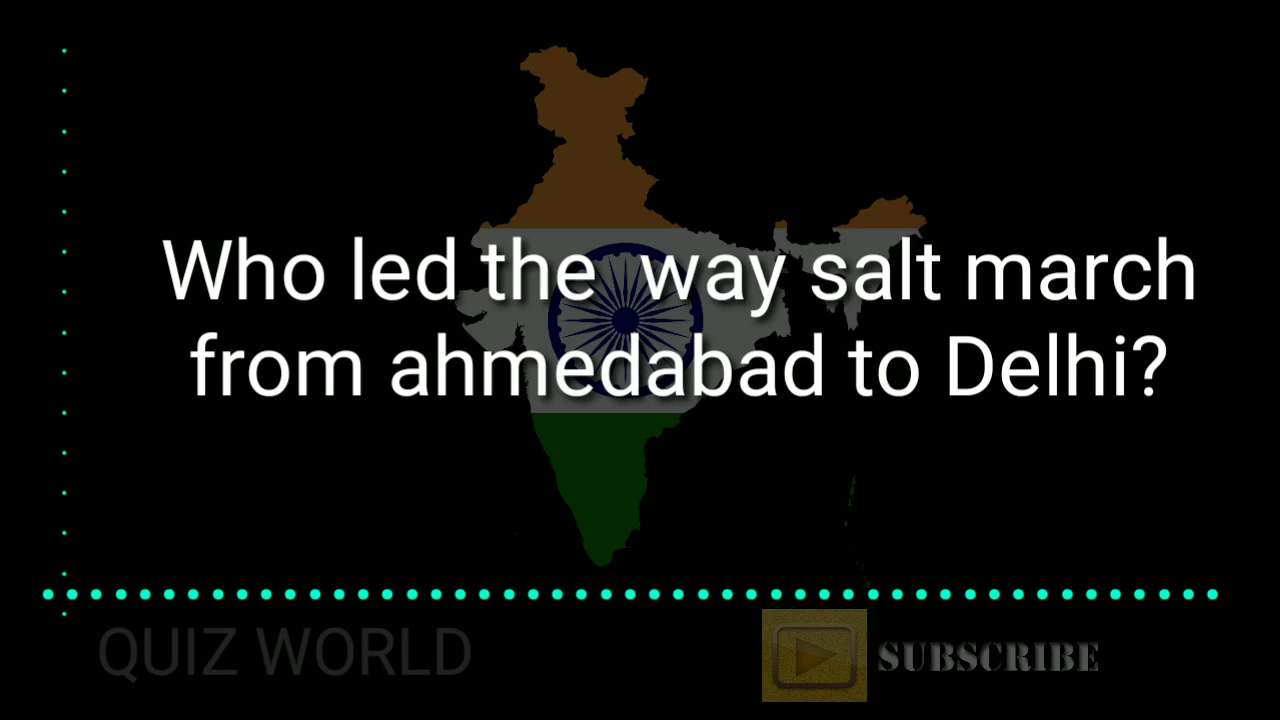 Who led the way salt march
from ahmedabad to Delhi?
QUIZ WORLD
SUBSCRIBE